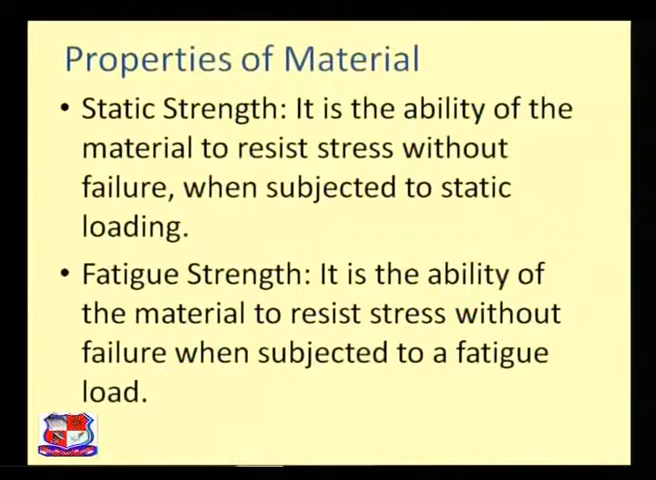 Properties of Material
• Static Strength: It is the ability of the
material to resist stress without
failure, when subjected to static
loading.
• Fatigue Strength: It is the ability of
the material to resist stress without
failure when subjected to a fatigue
load.